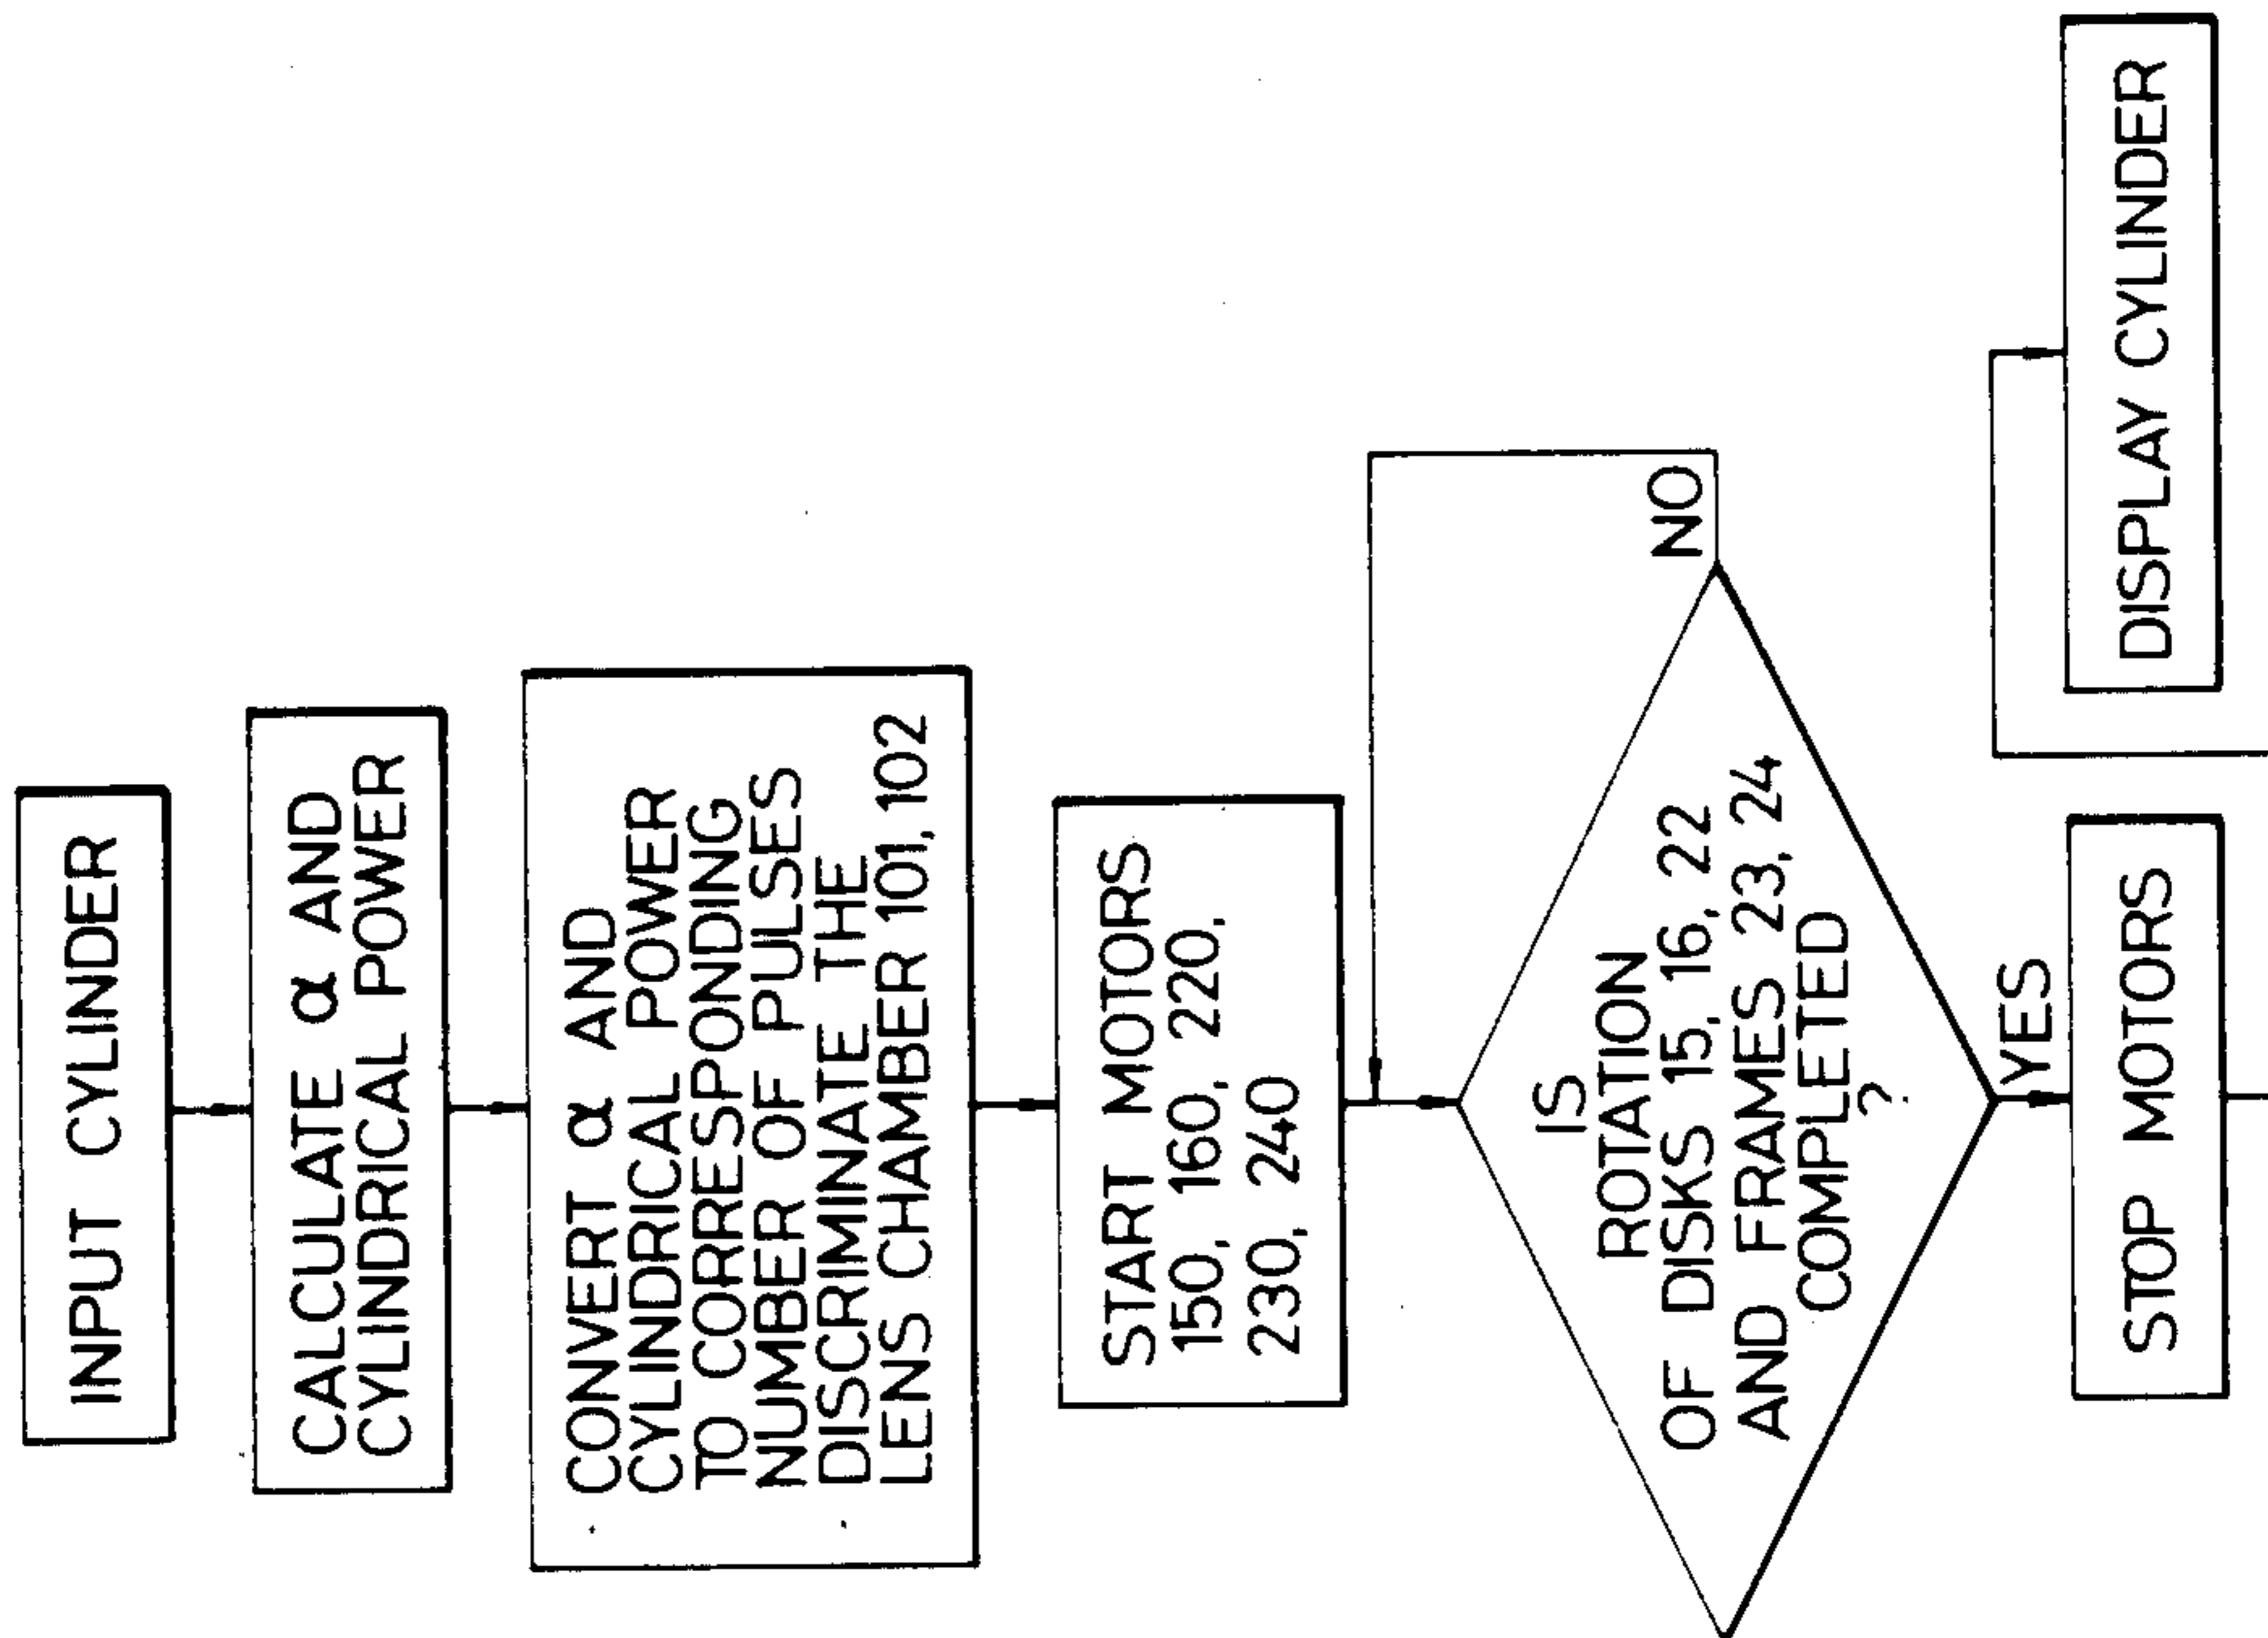 INPUT CYLINDER
CALCULATE α AND
CYLINDRICAL POWER
CONVERT α AND
CYLINDRICAL POWER
TO CORRESPONDING
NUMBER OF PULSES
DISCRIMINATE THE
LENS CHAMBER 101, 102
START MOTORS
150, 160, 220,
230, 240
IS
ROTATION
OF DISKS 15, 16, 22
AND FRAMES 23, 24
COMPLETED
?
NO
YES
STOP MOTORS
DISPLAY CYLINDER